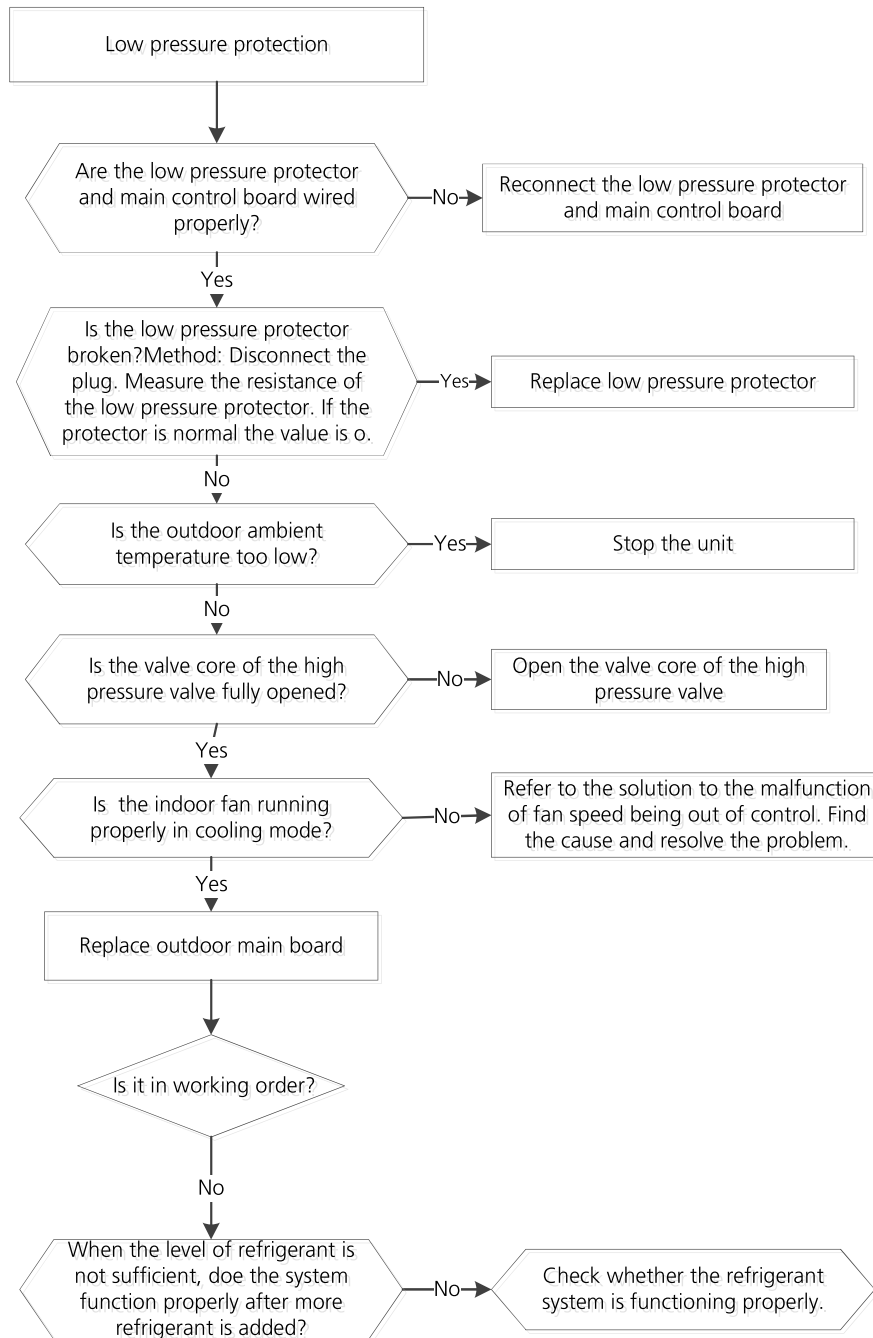 Low pressure protection
Are the low pressure protector
and main control board wired
properly?
No
Reconnect the low pressure protector
and main control board
Yes
Is the low pressure protector
broken?Method: Disconnect the
plug. Measure the resistance of
the low pressure protector. If the
protector is normal the value is o.
Yes
Replace low pressure protector
No
Is the outdoor ambient
temperature too low?
Yes
Stop the unit
No
Is the valve core of the high
pressure valve fully opened?
No
Open the valve core of the high
pressure valve
Yes
Is the indoor fan running
properly in cooling mode?
No
Refer to the solution to the malfunction
of fan speed being out of control. Find
the cause and resolve the problem.
Yes
Replace outdoor main board
Is it in working order?
No
When the level of refrigerant is
not sufficient, doe the system
function properly after more
refrigerant is added?
No
Check whether the refrigerant
system is functioning properly.